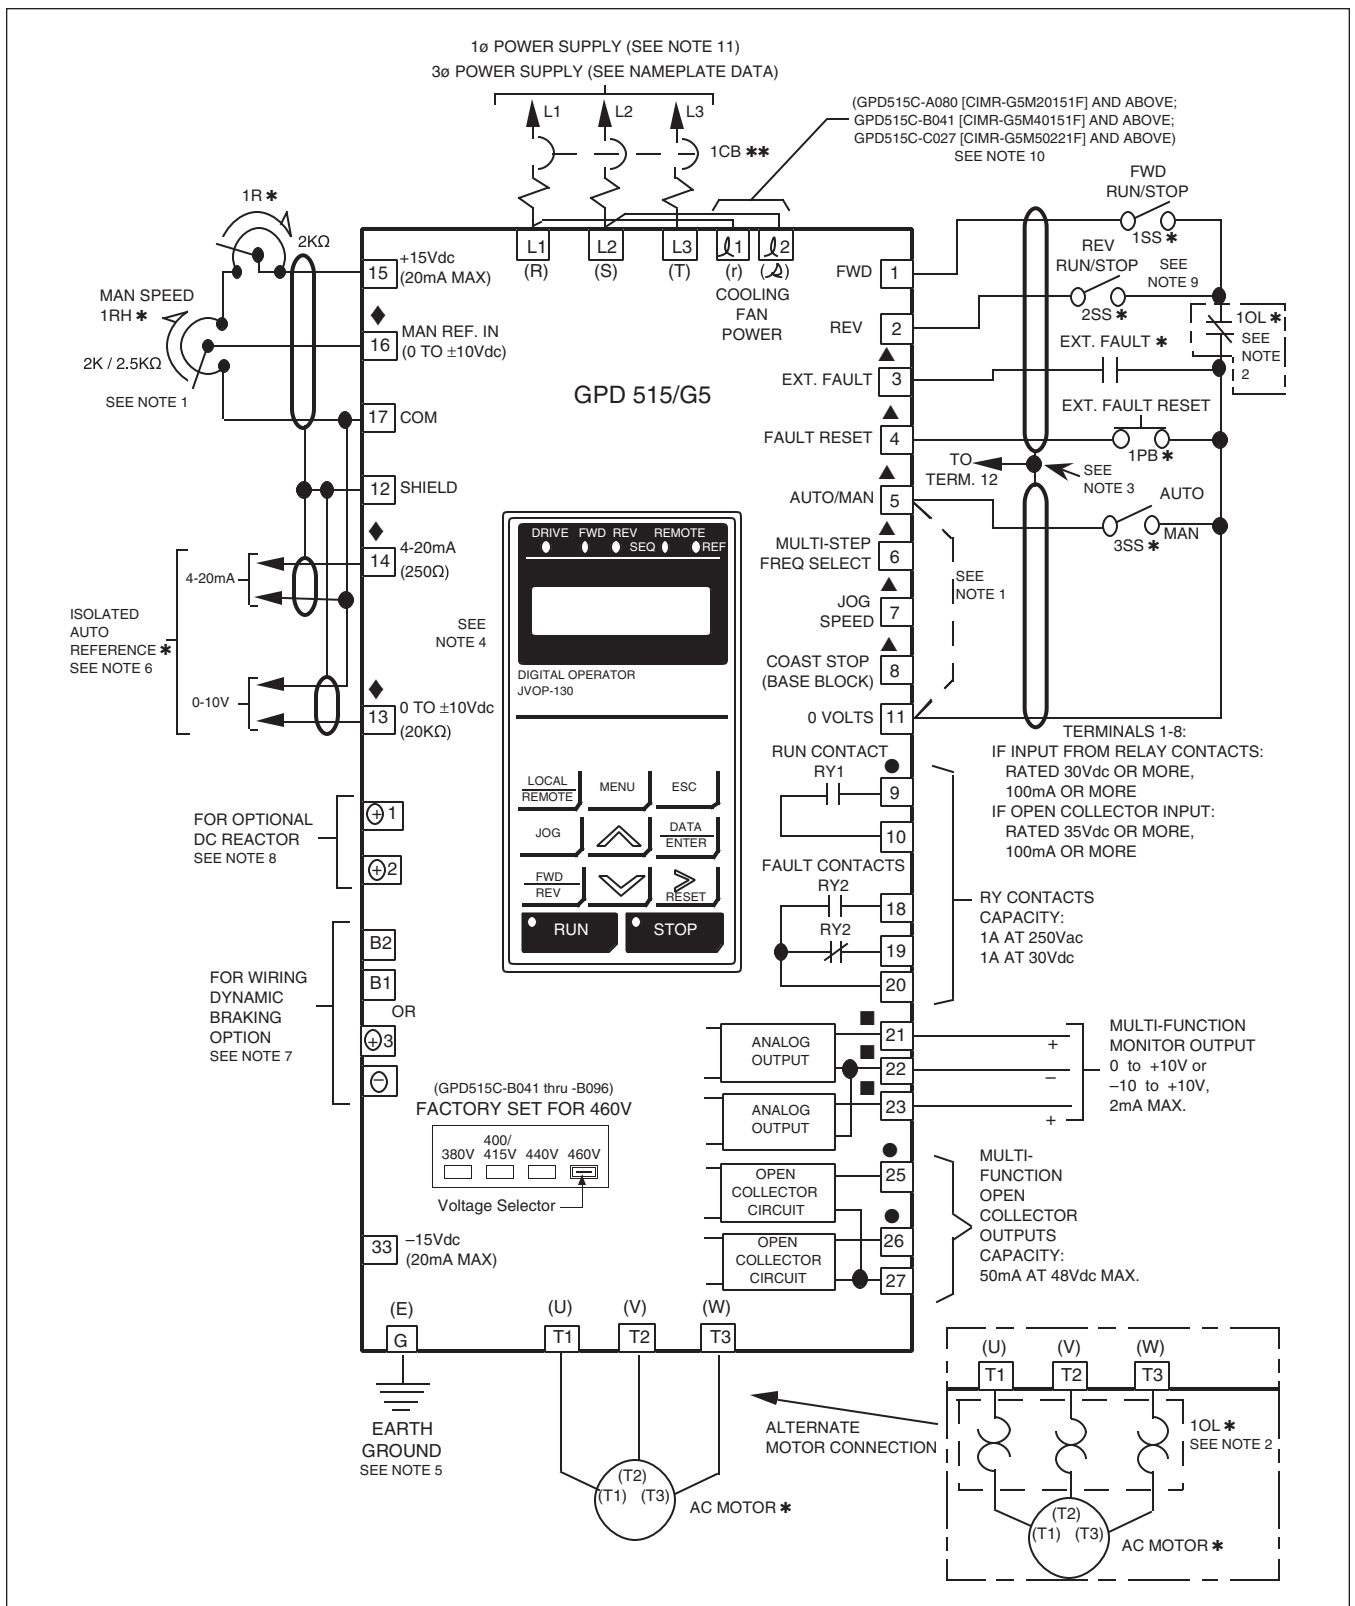 1ø POWER SUPPLY (SEE NOTE 11)
3ø POWER SUPPLY (SEE NAMEPLATE DATA)
L1
L2
L3
1CB ✱✱
(GPD515C-A080 [CIMR-G5M20151F] AND ABOVE;
GPD515C-B041 [CIMR-G5M40151F] AND ABOVE;
GPD515C-C027 [CIMR-G5M50221F] AND ABOVE)
SEE NOTE 10
L1
L2
L3
ℓ1
ℓ2
(R)
(S)
(T)
(r)
(s)
COOLING
FAN
POWER
1R ✱
2KΩ
MAN SPEED
1RH ✱
2K / 2.5KΩ
SEE NOTE 1
15
+15Vdc
(20mA MAX)
♦
16
MAN REF. IN
(0 TO ±10Vdc)
17
COM
12
SHIELD
♦
14
4-20mA
(250Ω)
4-20mA
ISOLATED
AUTO
REFERENCE ✱
SEE NOTE 6
0-10V
♦
13
0 TO ±10Vdc
(20KΩ)
FOR OPTIONAL
DC REACTOR
SEE NOTE 8
⊕1
⊕2
FOR WIRING
DYNAMIC
BRAKING
OPTION
SEE NOTE 7
B2
B1
OR
⊕3
⊖
GPD 515/G5
SEE
NOTE 4
DRIVE FWD REV REMOTE
SEQ REF
DIGITAL OPERATOR
JVOP-130
LOCAL
REMOTE
MENU
ESC
JOG
DATA
ENTER
FWD
REV
>
RESET
RUN
STOP
(GPD515C-B041 thru -B096)
FACTORY SET FOR 460V
380V
400/
415V
440V
460V
Voltage Selector
33
–15Vdc
(20mA MAX)
FWD
1
REV
2
▲
EXT. FAULT
3
▲
FAULT RESET
4
▲
AUTO/MAN
5
▲
MULTI-STEP
FREQ SELECT
6
▲
JOG
SPEED
7
▲
COAST STOP
(BASE BLOCK)
8
0 VOLTS
11
FWD
RUN/STOP
1SS ✱
REV
RUN/STOP
2SS ✱
SEE
NOTE 9
1OL ✱
SEE
NOTE
2
EXT. FAULT ✱
EXT. FAULT RESET
1PB ✱
TO
TERM. 12
SEE
NOTE 3
AUTO
MAN
3SS ✱
SEE
NOTE 1
TERMINALS 1-8:
IF INPUT FROM RELAY CONTACTS:
RATED 30Vdc OR MORE,
100mA OR MORE
IF OPEN COLLECTOR INPUT:
RATED 35Vdc OR MORE,
100mA OR MORE
RUN CONTACT
RY1
●
9
10
FAULT CONTACTS
RY2
18
RY2
19
20
RY CONTACTS
CAPACITY:
1A AT 250Vac
1A AT 30Vdc
ANALOG
OUTPUT
■
21
+
■
22
–
ANALOG
OUTPUT
■
23
+
MULTI-FUNCTION
MONITOR OUTPUT
0 to +10V or
–10 to +10V,
2mA MAX.
OPEN
COLLECTOR
CIRCUIT
●
25
OPEN
COLLECTOR
CIRCUIT
●
26
27
MULTI-
FUNCTION
OPEN
COLLECTOR
OUTPUTS
CAPACITY:
50mA AT 48Vdc MAX.
(E)
G
EARTH
GROUND
SEE NOTE 5
(U)
(V)
(W)
T1
T2
T3
(T2)
(T1) (T3)
AC MOTOR ✱
ALTERNATE
MOTOR CONNECTION
(U)
(V)
(W)
T1
T2
T3
1OL ✱
SEE NOTE 2
(T2)
(T1) (T3)
AC MOTOR ✱